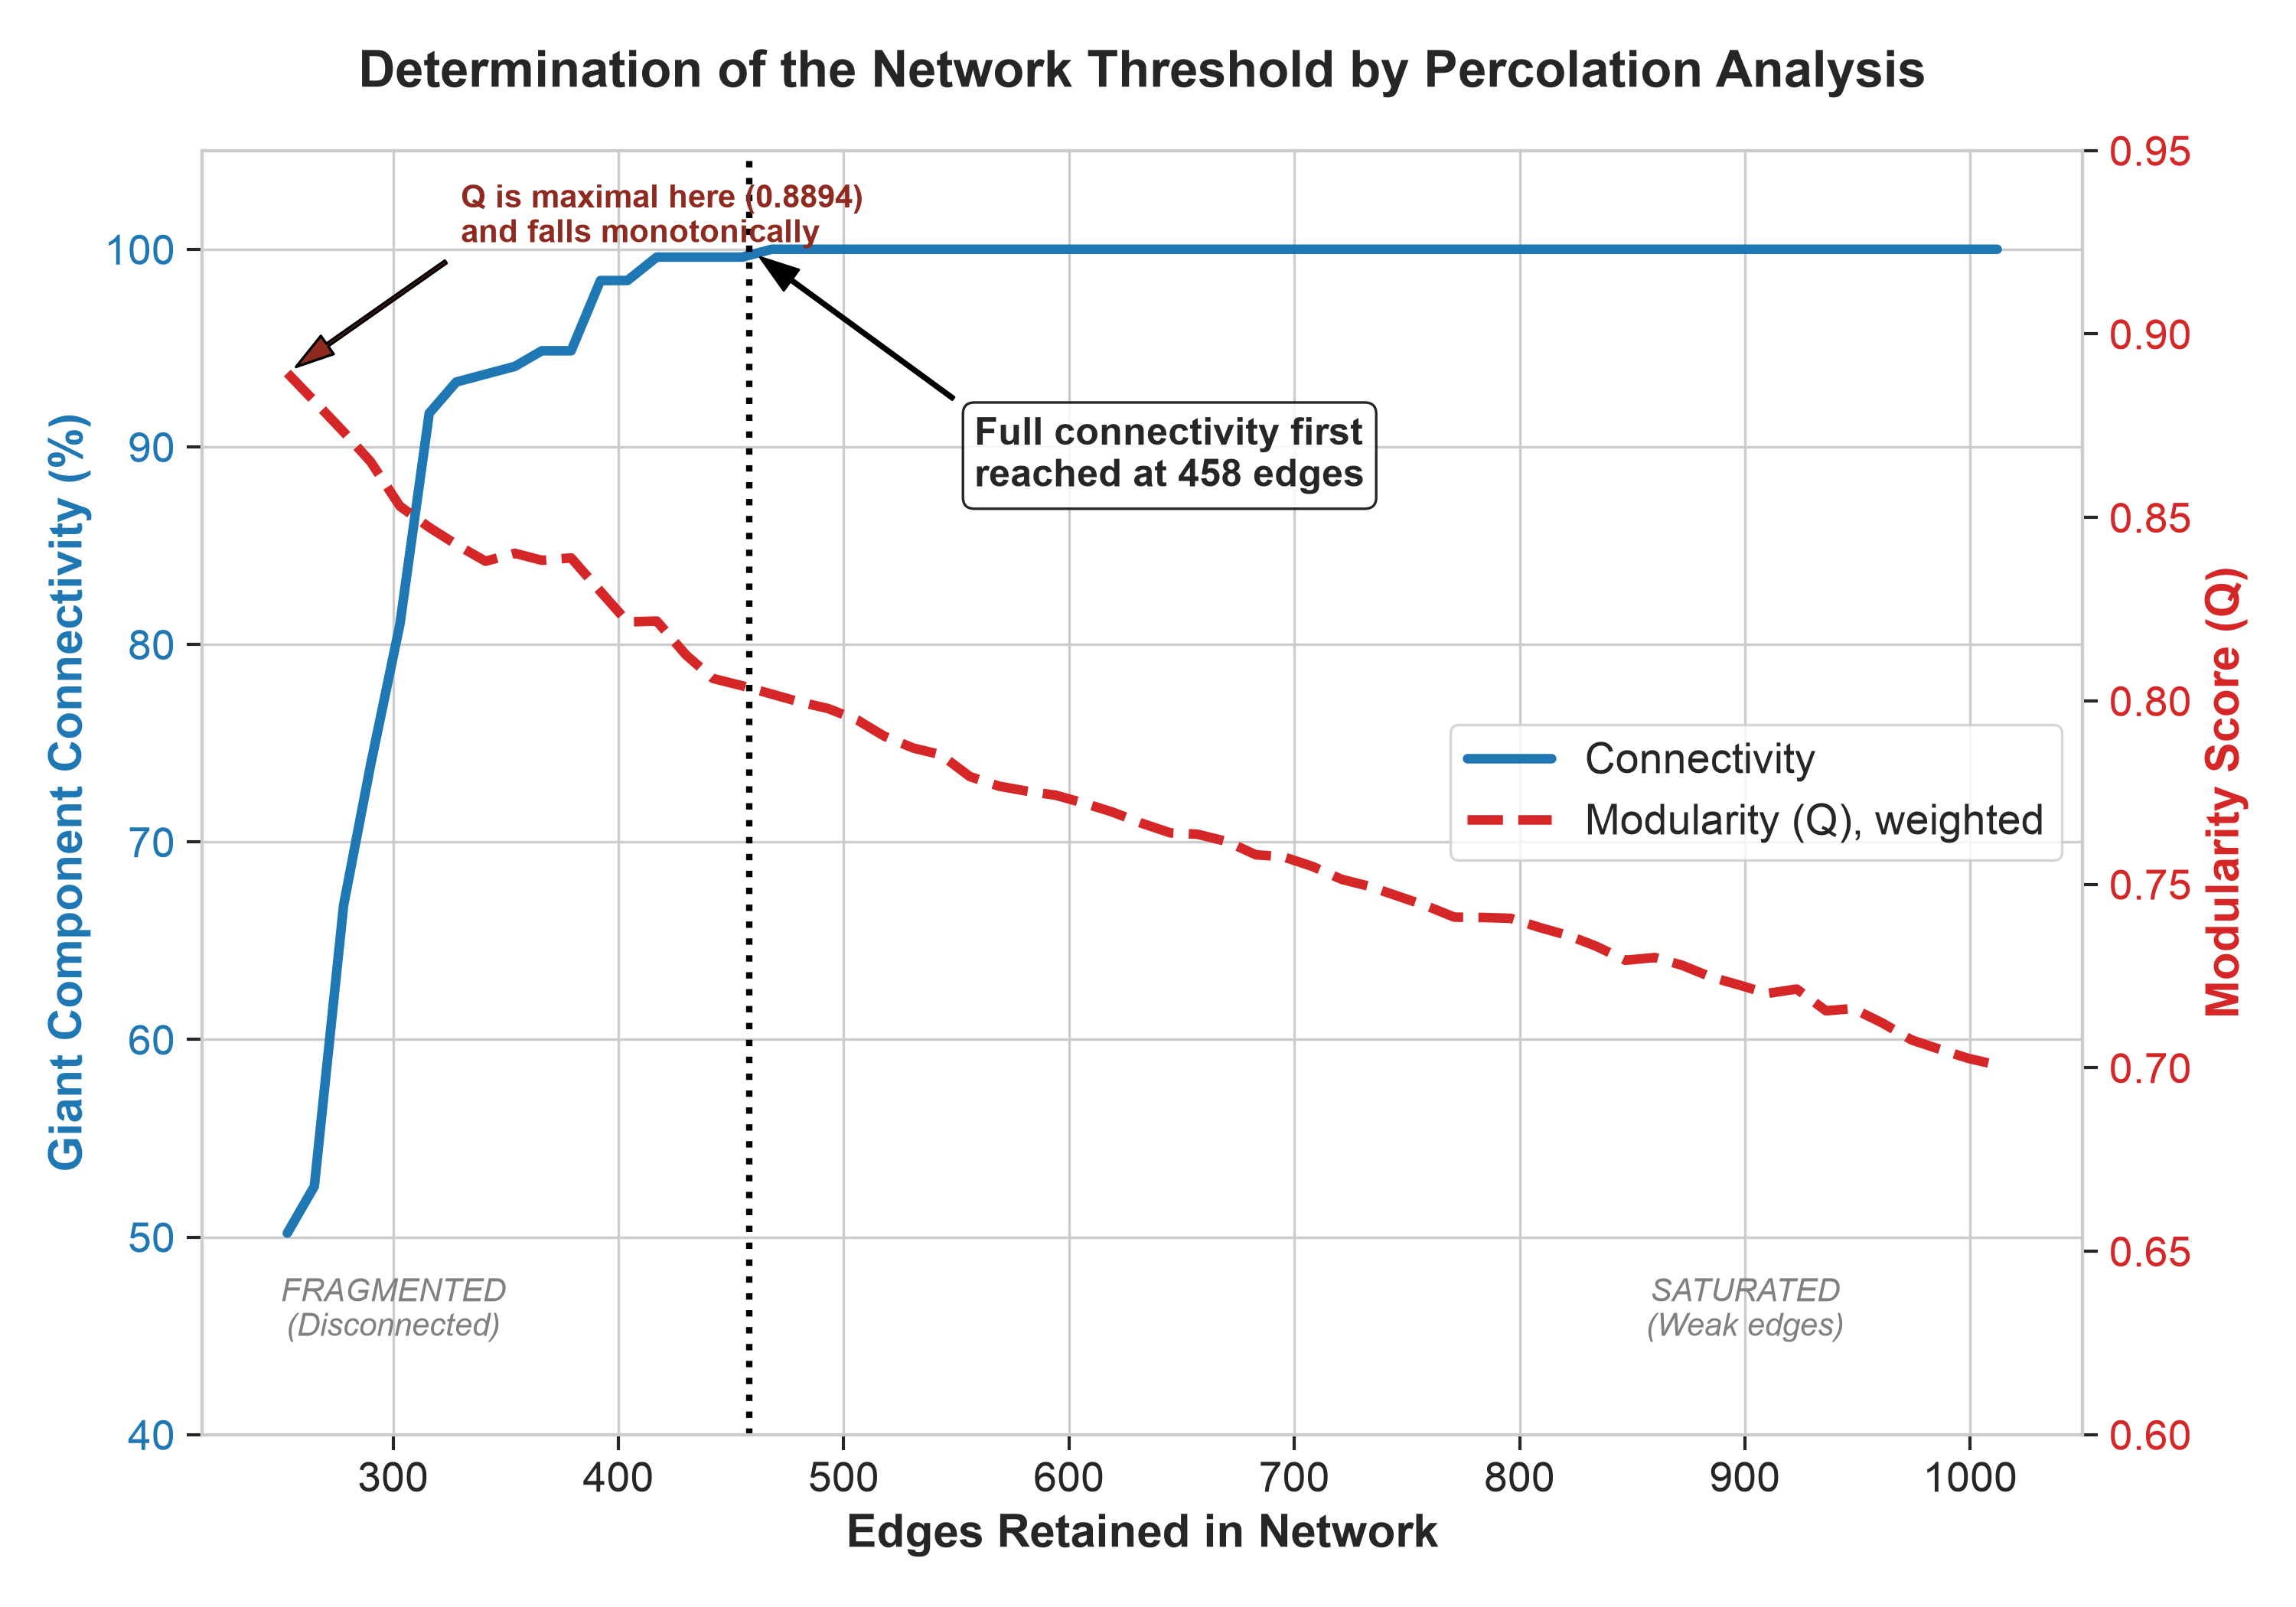 Determination of the Network Threshold by Percolation Analysis
Q is maximal here (0.8894)
and falls monotonically
Full connectivity first
reached at 458 edges
Connectivity
Modularity (Q), weighted
FRAGMENTED
(Disconnected)
SATURATED
(Weak edges)
Giant Component Connectivity (%)
100
90
80
70
60
50
40
Modularity Score (Q)
0.95
0.90
0.85
0.80
0.75
0.70
0.65
0.60
300 400 500 600 700 800 900 1000
Edges Retained in Network